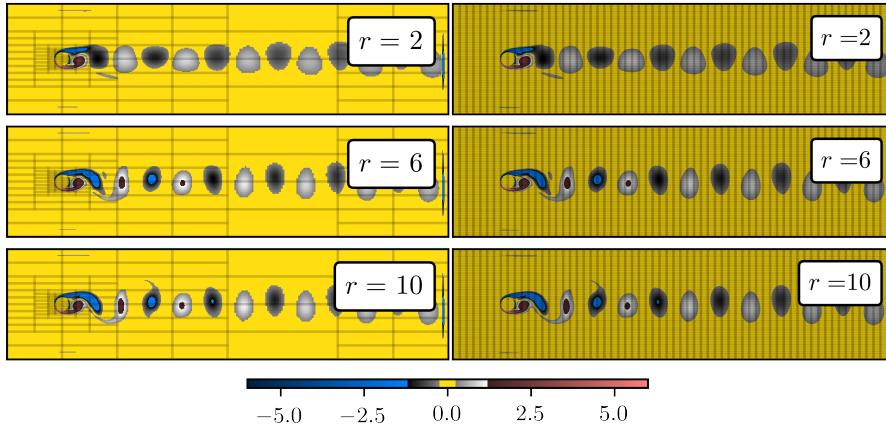 r = 2
r =2
r = 6
r =6
r = 10
r =10
−5.0 −2.5 0.0 2.5 5.0